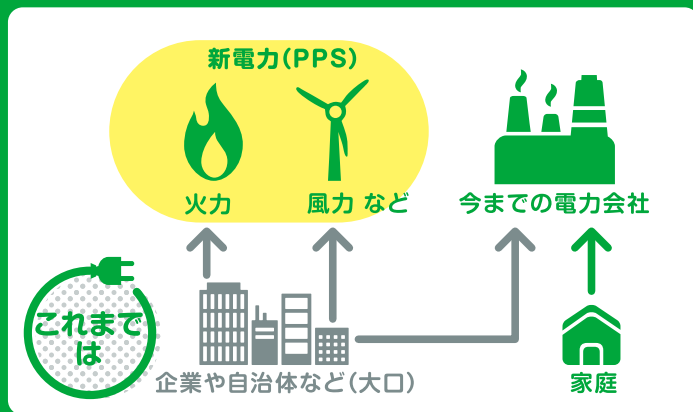 新電力(PPS)
火力
風力 など
今までの電力会社
これまで
は
企業や自治体など(大口)
家庭